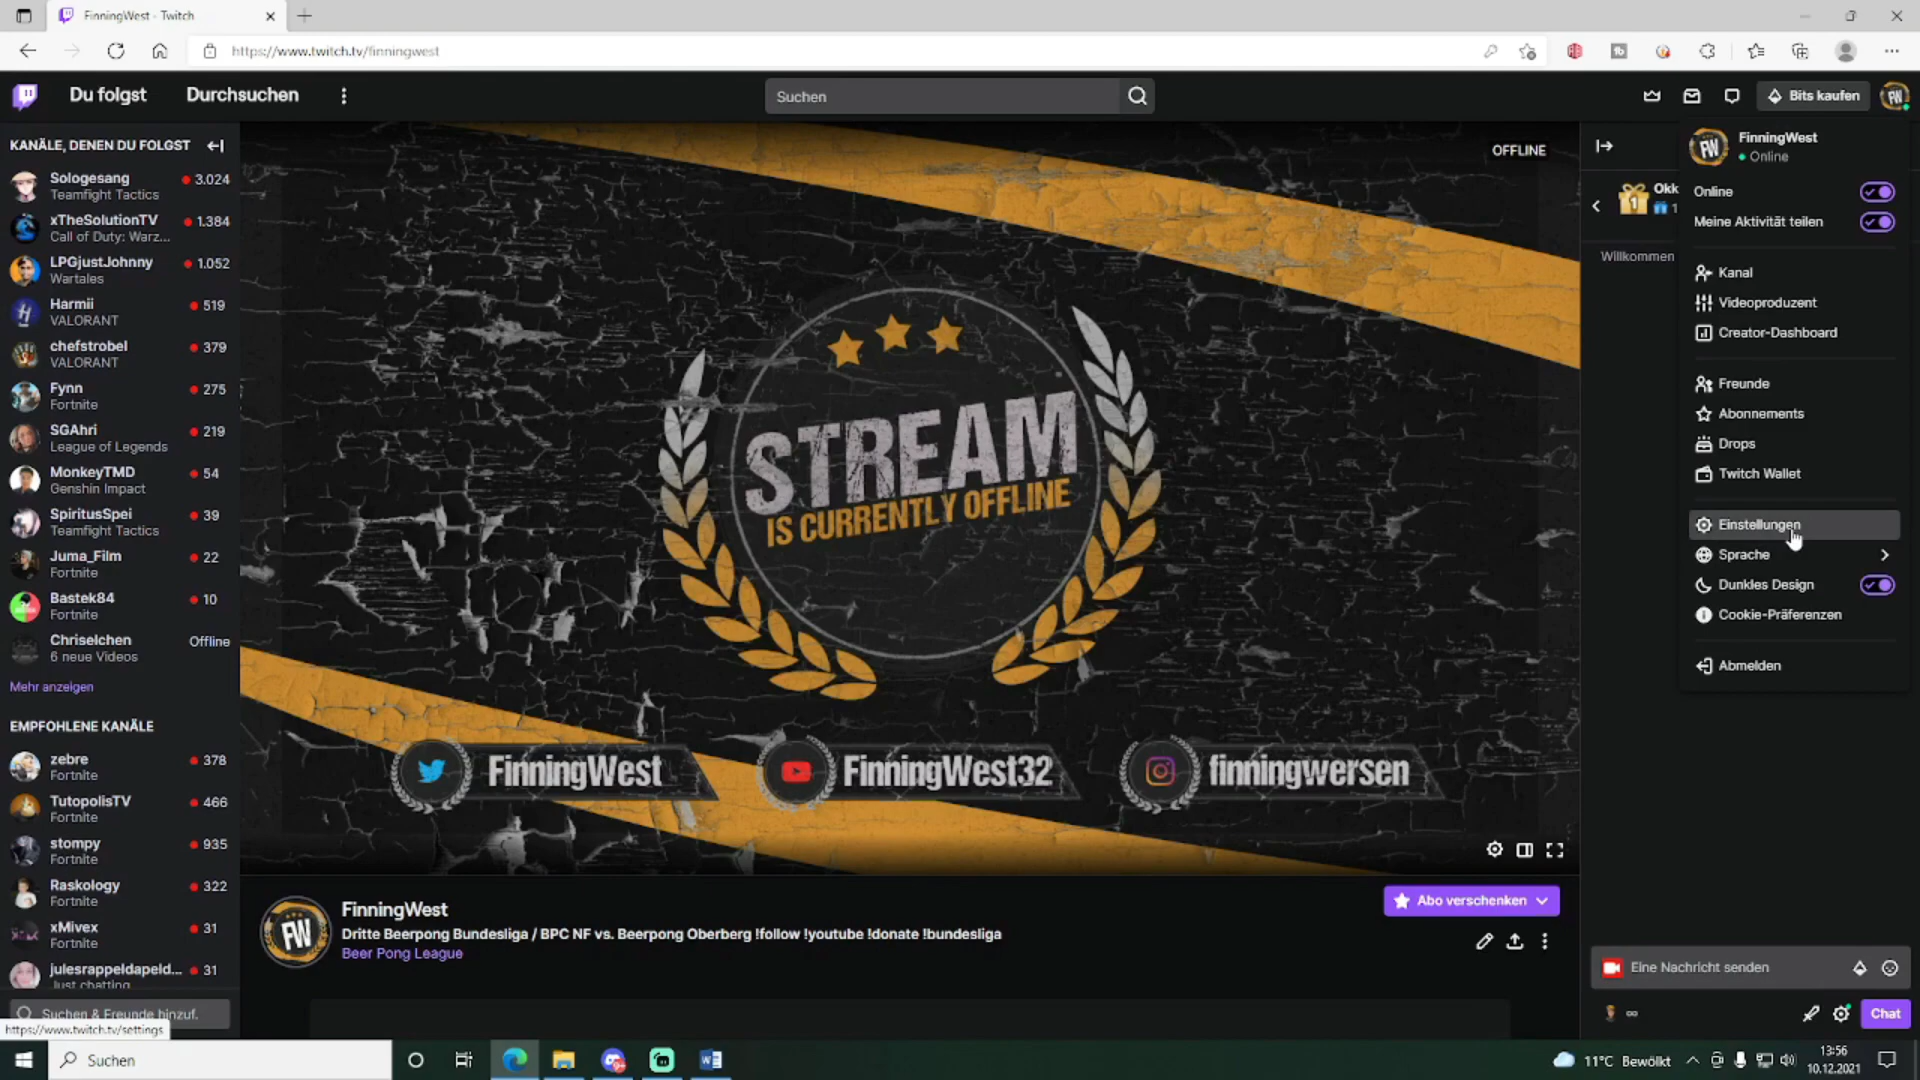 FinningWest - Twitch
https://www.twitch.tv/finningwest
Du folgst
Durchsuchen
Suchen
Bits kaufen
KANÄLE, DENEN DU FOLGST
Sologesang
3.024
Teamfight Tactics
xTheSolutionTV
1.384
Call of Duty: Warz...
LPGjustJohnny
1.052
Wartales
Harmii
519
VALORANT
chefstrobel
379
VALORANT
Fynn
275
Fortnite
SGAhri
219
League of Legends
MonkeyTMD
54
Genshin Impact
SpiritusSpei
39
Teamfight Tactics
Juma_Film
22
Fortnite
Bastek84
10
Fortnite
Chriselchen
Offline
6 neue Videos
Mehr anzeigen
EMPFOHLENE KANÄLE
zebre
378
Fortnite
TutopolisTV
466
Fortnite
stompy
935
Fortnite
Raskology
322
Fortnite
xMivex
31
Fortnite
julesrappeldapeld...
31
Just chatting
Suchen & Freunde hinzuf.
https://www.twitch.tv/settings
OFFLINE
STREAM
IS CURRENTLY OFFLINE
FinningWest
FinningWest32
finningwersen
FW
FinningWest
Dritte Beerpong Bundesliga / BPC NF vs. Beerpong Oberberg !follow !youtube !donate !bundesliga
Beer Pong League
Abo verschenken
Okk
1
1
Willkommen
FW
FW
FinningWest
Online
Online
Meine Aktivität teilen
Kanal
Videoproduzent
Creator-Dashboard
Freunde
Abonnements
Drops
Twitch Wallet
Einstellungen
Sprache
Dunkles Design
Cookie-Präferenzen
Abmelden
Eine Nachricht senden
Chat
Suchen
11°C Bewölkt
13:56
10.12.2021